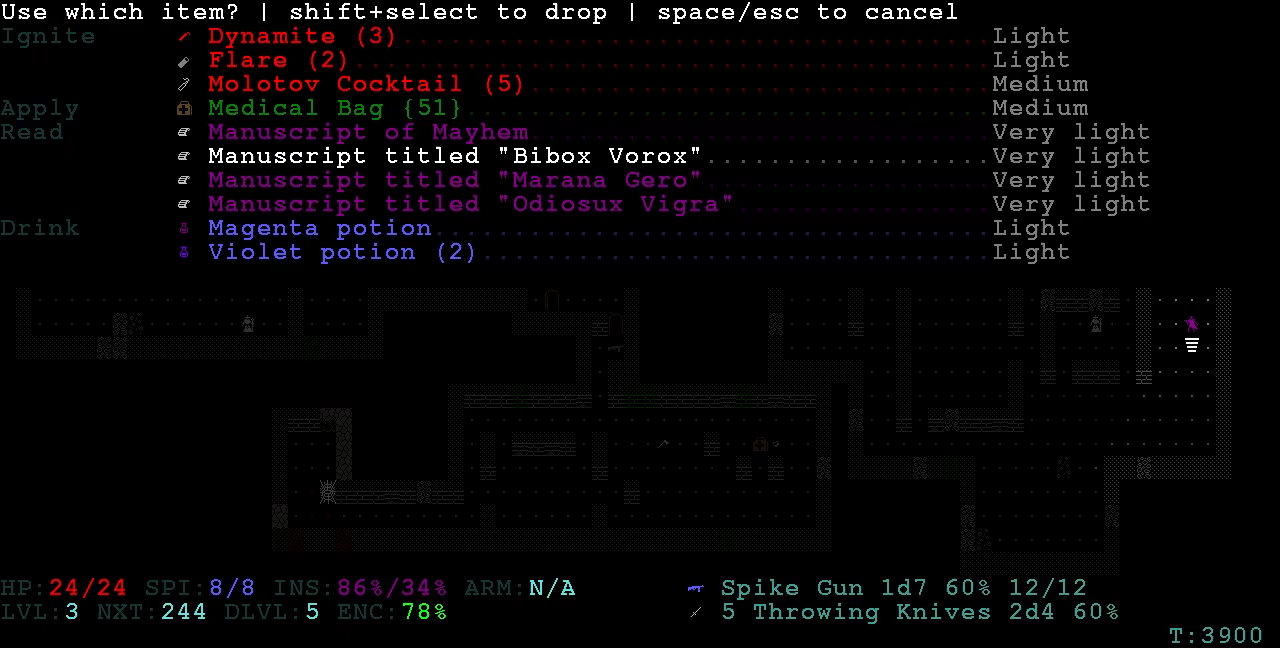 Use which item? | shift+select to drop | space/esc to cancel
Ignite Dynamite (3)..................................... Light
Flare (2)........................................ Light
Molotov Cocktail (5)............................. Medium
Apply Medical Bag {51}................................. Medium
Read Manuscript of Mayhem............................. Very light
Manuscript titled "Bibox Vorox".................. Very light
Manuscript titled "Marana Gero".................. Very light
Manuscript titled "Odiosux Vigra"................ Very light
Drink Magenta potion................................... Light
Violet potion (2)................................ Light
HP:24/24 SPI:8/8 INS:86%/34% ARM:N/A Spike Gun 1d7 60% 12/12
LVL:3 NXT:244 DLVL:5 ENC:78% 5 Throwing Knives 2d4 60%
T:3900